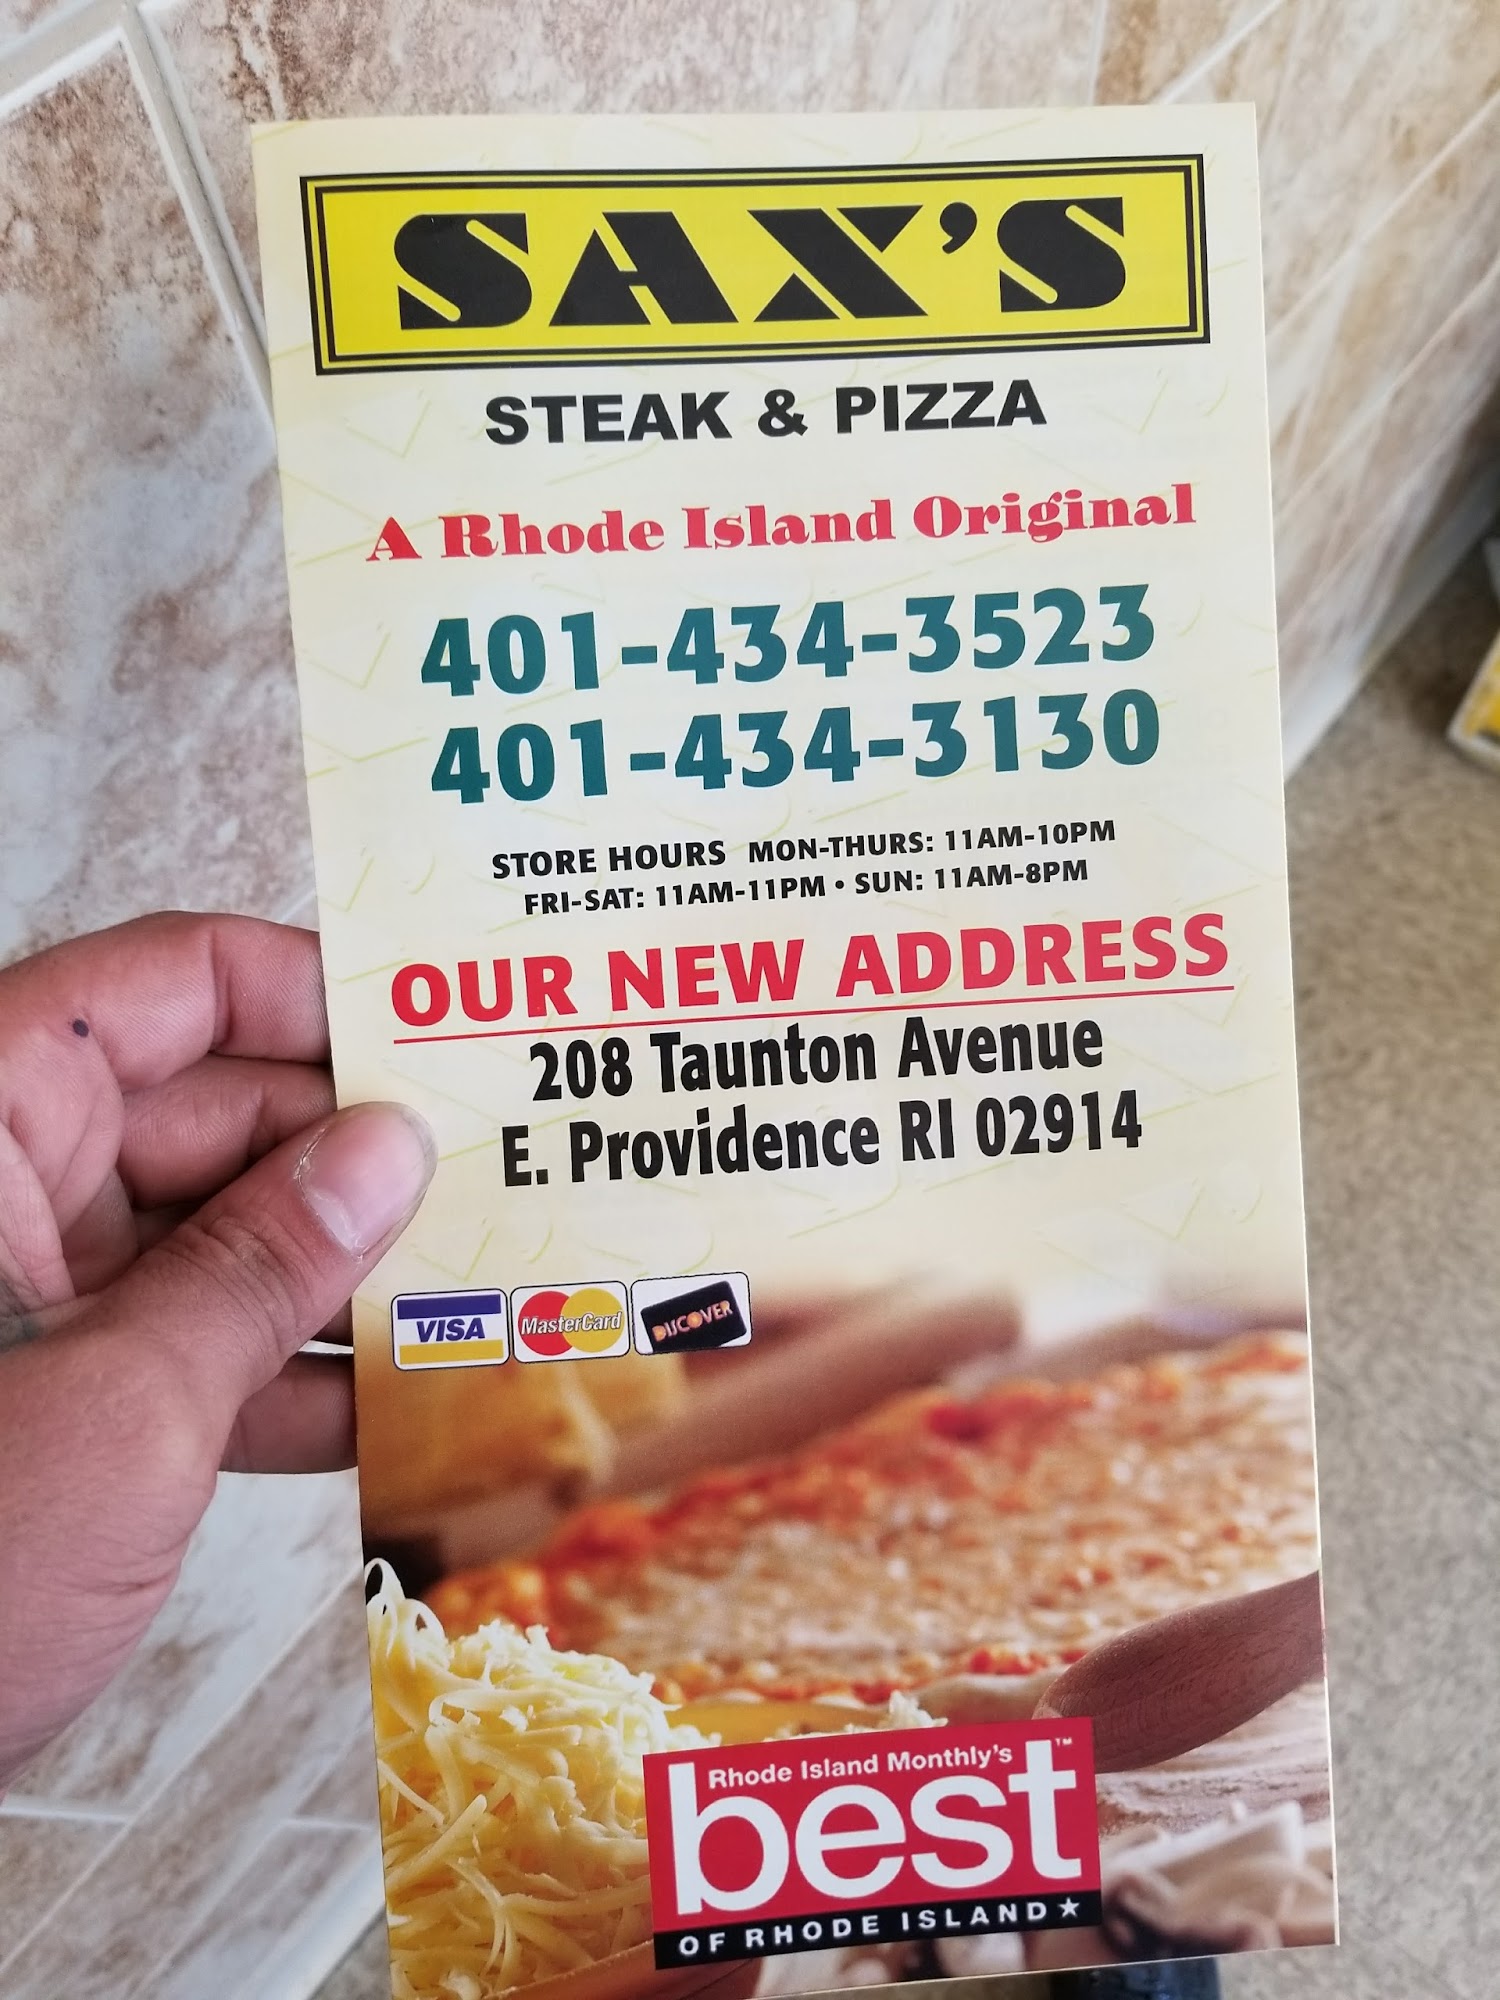 SAX'S
STEAK & PIZZA
A Rhode Island Original
401-434-3523
401-434-3130
STORE HOURS MON-THURS: 11AM-10PM
FRI-SAT: 11AM-11PM • SUN: 11AM-8PM
OUR NEW ADDRESS
208 Taunton Avenue
E. Providence RI 02914
VISA MasterCard DISCOVER
Rhode Island Monthly's
best™
OF RHODE ISLAND★